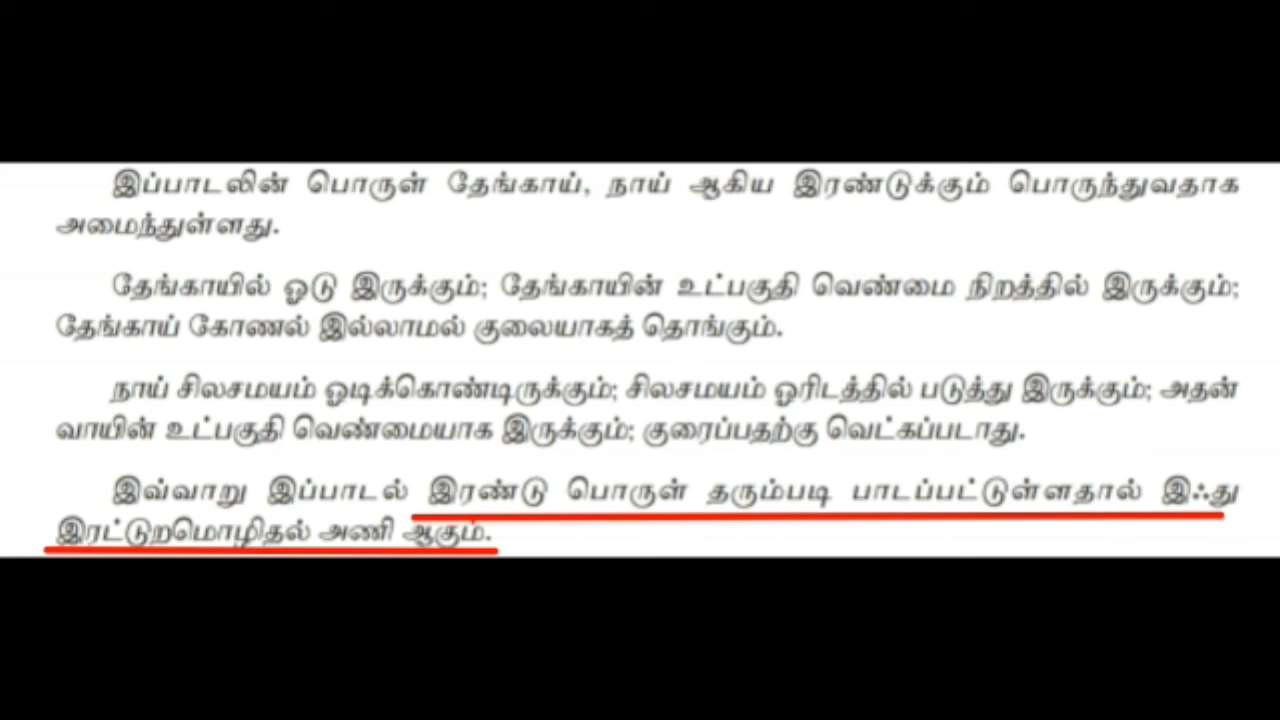 இப்பாடலின் பொருள் தேங்காய், நாய் ஆகிய இரண்டுக்கும் பொருந்துவதாக
அமைந்துள்ளது.
தேங்காயில் ஓடு இருக்கும்; தேங்காயின் உட்பகுதி வெண்மை நிறத்தில் இருக்கும்;
தேங்காய் கோணல் இல்லாமல் குலையாகத் தொங்கும்.
நாய் சிலசமயம் ஓடிக்கொண்டிருக்கும்; சிலசமயம் ஓரிடத்தில் படுத்து இருக்கும்; அதன்
வாயின் உட்பகுதி வெண்மையாக இருக்கும்; குரைப்பதற்கு வெட்கப்படாது.
இவ்வாறு இப்பாடல் இரண்டு பொருள் தரும்படி பாடப்பட்டுள்ளதால் இஃது
இரட்டுறமொழிதல் அணி ஆகும்.